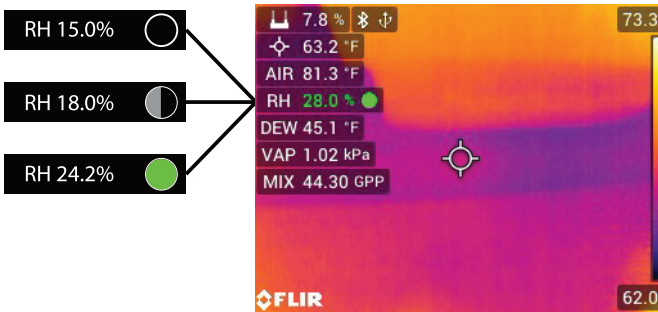 RH 15.0%
RH 18.0%
RH 24.2%
7.8 %
63.2 °F
AIR 81.3 °F
RH 28.0 %
DEW 45.1 °F
VAP 1.02 kPa
MIX 44.30 GPP
73.3
62.0
FLIR